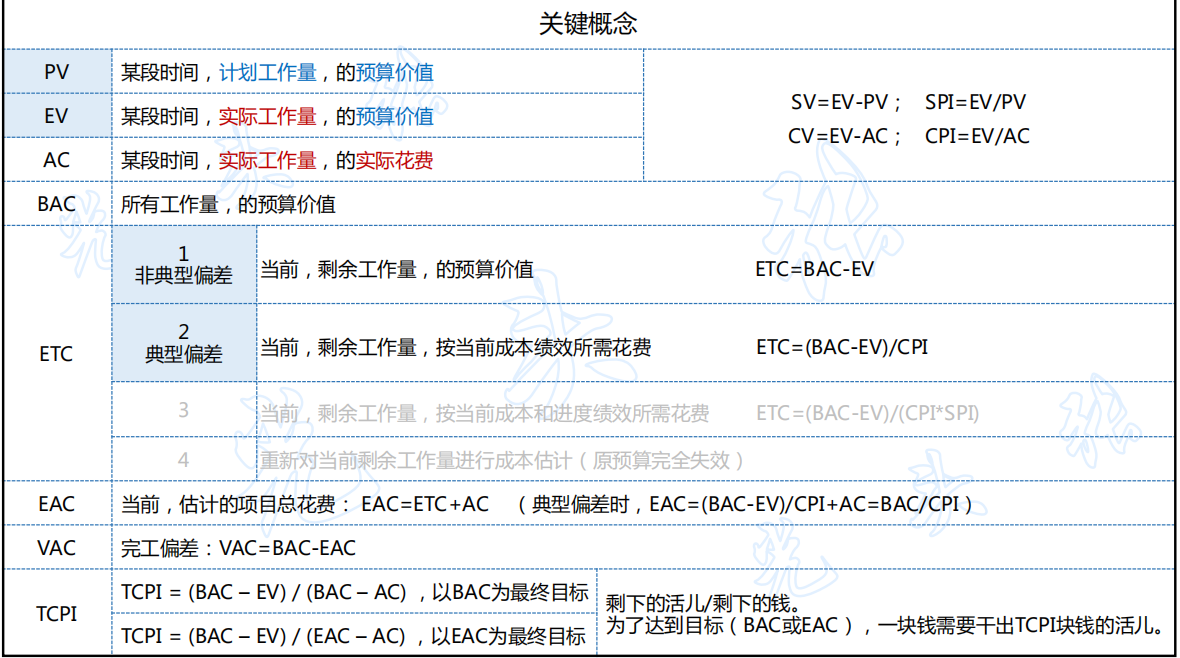 关键概念
PV 某段时间，计划工作量，的预算价值
EV 某段时间，实际工作量，的预算价值
AC 某段时间，实际工作量，的实际花费
SV=EV-PV； SPI=EV/PV
CV=EV-AC； CPI=EV/AC
BAC 所有工作量，的预算价值
ETC
1
非典型偏差
当前，剩余工作量，的预算价值 ETC=BAC-EV
2
典型偏差
当前，剩余工作量，按当前成本绩效所需花费 ETC=(BAC-EV)/CPI
3 当前，剩余工作量，按当前成本和进度绩效所需花费 ETC=(BAC-EV)/(CPI*SPI)
4 重新对当前剩余工作量进行成本估计（原预算完全失效）
EAC 当前，估计的项目总花费：EAC=ETC+AC （典型偏差时，EAC=(BAC-EV)/CPI+AC=BAC/CPI）
VAC 完工偏差：VAC=BAC-EAC
TCPI
TCPI = (BAC – EV) / (BAC – AC) ，以BAC为最终目标
TCPI = (BAC – EV) / (EAC – AC) ，以EAC为最终目标
剩下的活儿/剩下的钱。
为了达到目标（BAC或EAC），一块钱需要干出TCPI块钱的活儿。